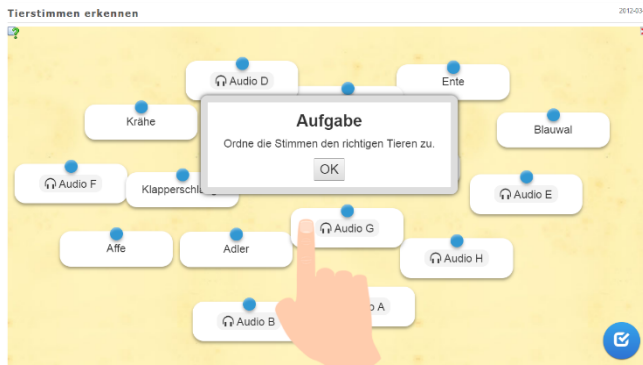 Tierstimmen erkennen
2012-03
Audio D
Ente
Krähe
Aufgabe
Ordne die Stimmen den richtigen Tieren zu.
OK
Blauwal
Audio F
Audio E
Audio G
Affe
Adler
Audio H
Audio B